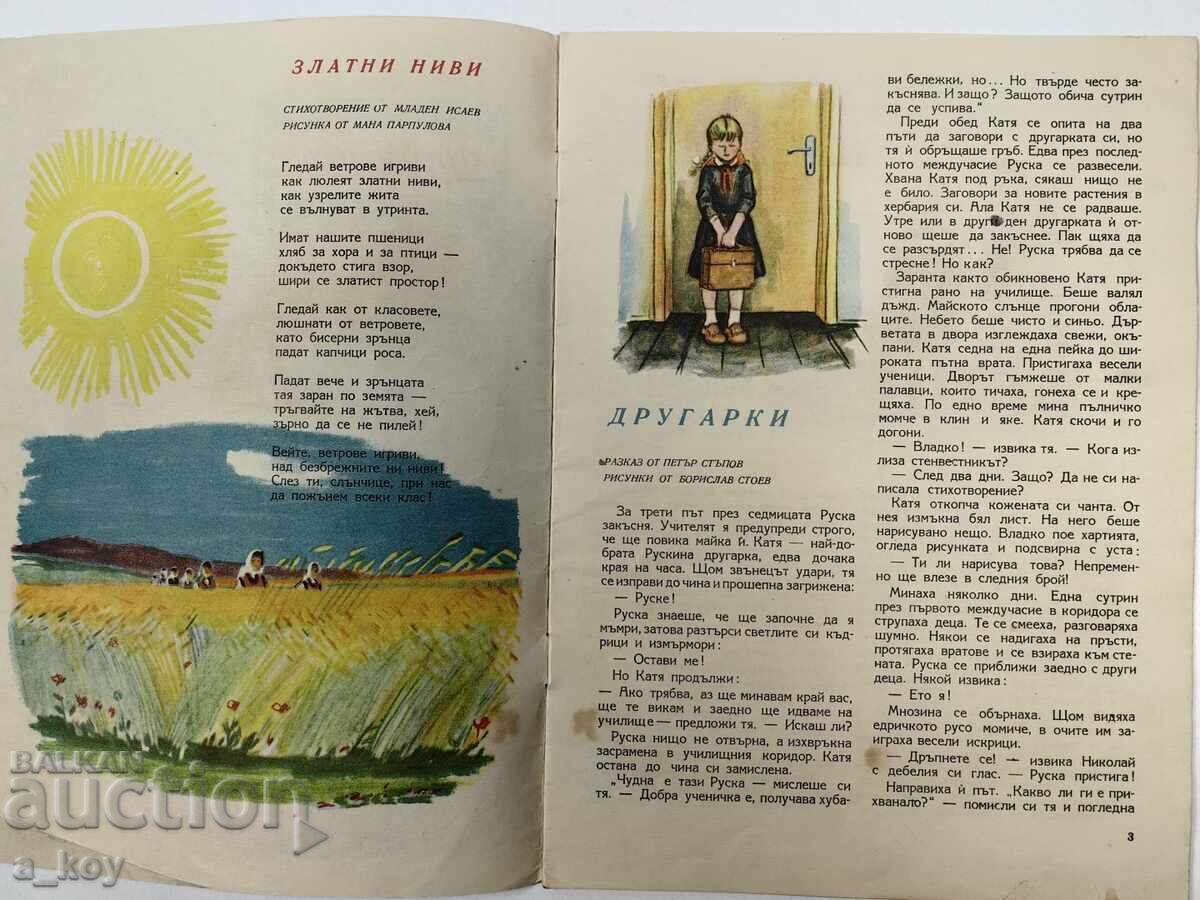 ЗЛАТНИ НИВИ
СТИХОТВОРЕНИЕ ОТ МЛАДЕН ИСАЕВ
РИСУНКА ОТ МАНА ПАРПУЛОВА
Гледай ветрове игриви
как люлеят златни ниви,
как узрелите жита
се вълнуват в утринта.
Имат нашите пшеници
хляб за хора и за птици —
докъдето стига взор,
шири се златист простор!
Гледай как от класовете,
люшнати от ветровете,
като бисерни зрънца
падат капчици роса.
Падат вече и зрънцата
тая заран по земята —
тръгвайте на жътва, хей,
зърно да се не пилей!
Вейте, ветрове игриви,
над безбрежните ни ниви!
Слез ти, слънчице, при нас
да пожънем всеки клас!
ДРУГАРКИ
РАЗКАЗ ОТ ПЕТЪР СТЪПОВ
РИСУНКИ ОТ БОРИСЛАВ СТОЕВ
За трети път през седмицата Руска
закъсня. Учителят я предупреди строго,
че ще повика майка ѝ. Катя — най-до-
брата Рускина другарка, едва дочака
края на часа. Щом звънецът удари, тя
се изправи до чина и прошепна загрижена:
— Руске!
Руска знаеше, че ще започне да я
мъмри, затова разтърси светлите си къд-
рици и измърмори:
— Остави ме!
Но Катя продължи:
— Ако трябва, аз ще минавам край вас,
ще те викам и заедно ще идваме на
училище — предложи тя. — Искаш ли?
Руска нищо не отвърна, а изхвръкна
засрамена в училищния коридор. Катя
остана до чина си замислена.
„Чудна е тази Руска — мислеше си
тя. — Добра ученичка е, получава хуба-
ви бележки, но... Но твърде често за-
къснява. И защо? Защото обича сутрин
да се успива.“
Преди обед Катя се опита на два
пъти да заговори с другарката си, но
тя ѝ обръщаше гръб. Едва през послед-
ното междучасие Руска се развесели.
Хвана Катя под ръка, сякаш нищо не
е било. Заговори за новите растения в
хербария си. Ала Катя не се радваше.
Утре или в друг ден другарката ѝ от-
ново щеше да закъснее. Пак щяха да
се разсърдят... Не! Руска трябва да се
стресне! Но как?
Заранта както обикновено Катя при-
стигна рано на училище. Беше валял
дъжд. Майското слънце прогони обла-
ците. Небето беше чисто и синьо. Дър-
ветата в двора изглеждаха свежи, окъ-
пани. Катя седна на една пейка до ши-
роката пътна врата. Пристигаха весели
ученици. Дворът гъмжеше от малки
палавци, които тичаха, гонеха се и кре-
щяха. По едно време мина пълничко
момче в клин и яке. Катя скочи и го
догони.
— Владко! — извика тя. — Кога из-
лиза стенвестникът?
— След два дни. Защо? Да не си на-
писала стихотворение?
Катя откопча кожената си чанта. От
нея измъкна бял лист. На него беше
нарисувано нещо. Владко пое хартията,
огледа рисунката и подсвирна с уста:
— Ти ли нарисува това? Непремен-
но ще влезе в следния брой!
Минаха няколко дни. Една сутрин
през първото междучасие в коридора се
струпаха деца. Те се смееха, разговаряха
шумно. Някои се надигаха на пръсти,
протягаха вратове и се взираха към сте-
ната. Руска се приближи заедно с други
деца. Някой извика:
— Ето я!
Мнозина се обърнаха. Щом видяха
едричкото русо момиче, в очите им за-
играха весели искрици.
— Дръпнете се! — извика Николай
с дебелия си глас. — Руска пристига!
Направиха ѝ път. „Какво ли ги е при-
хванало?“ — помисли си тя и погледна
3
BALKAN
auction
a_koy